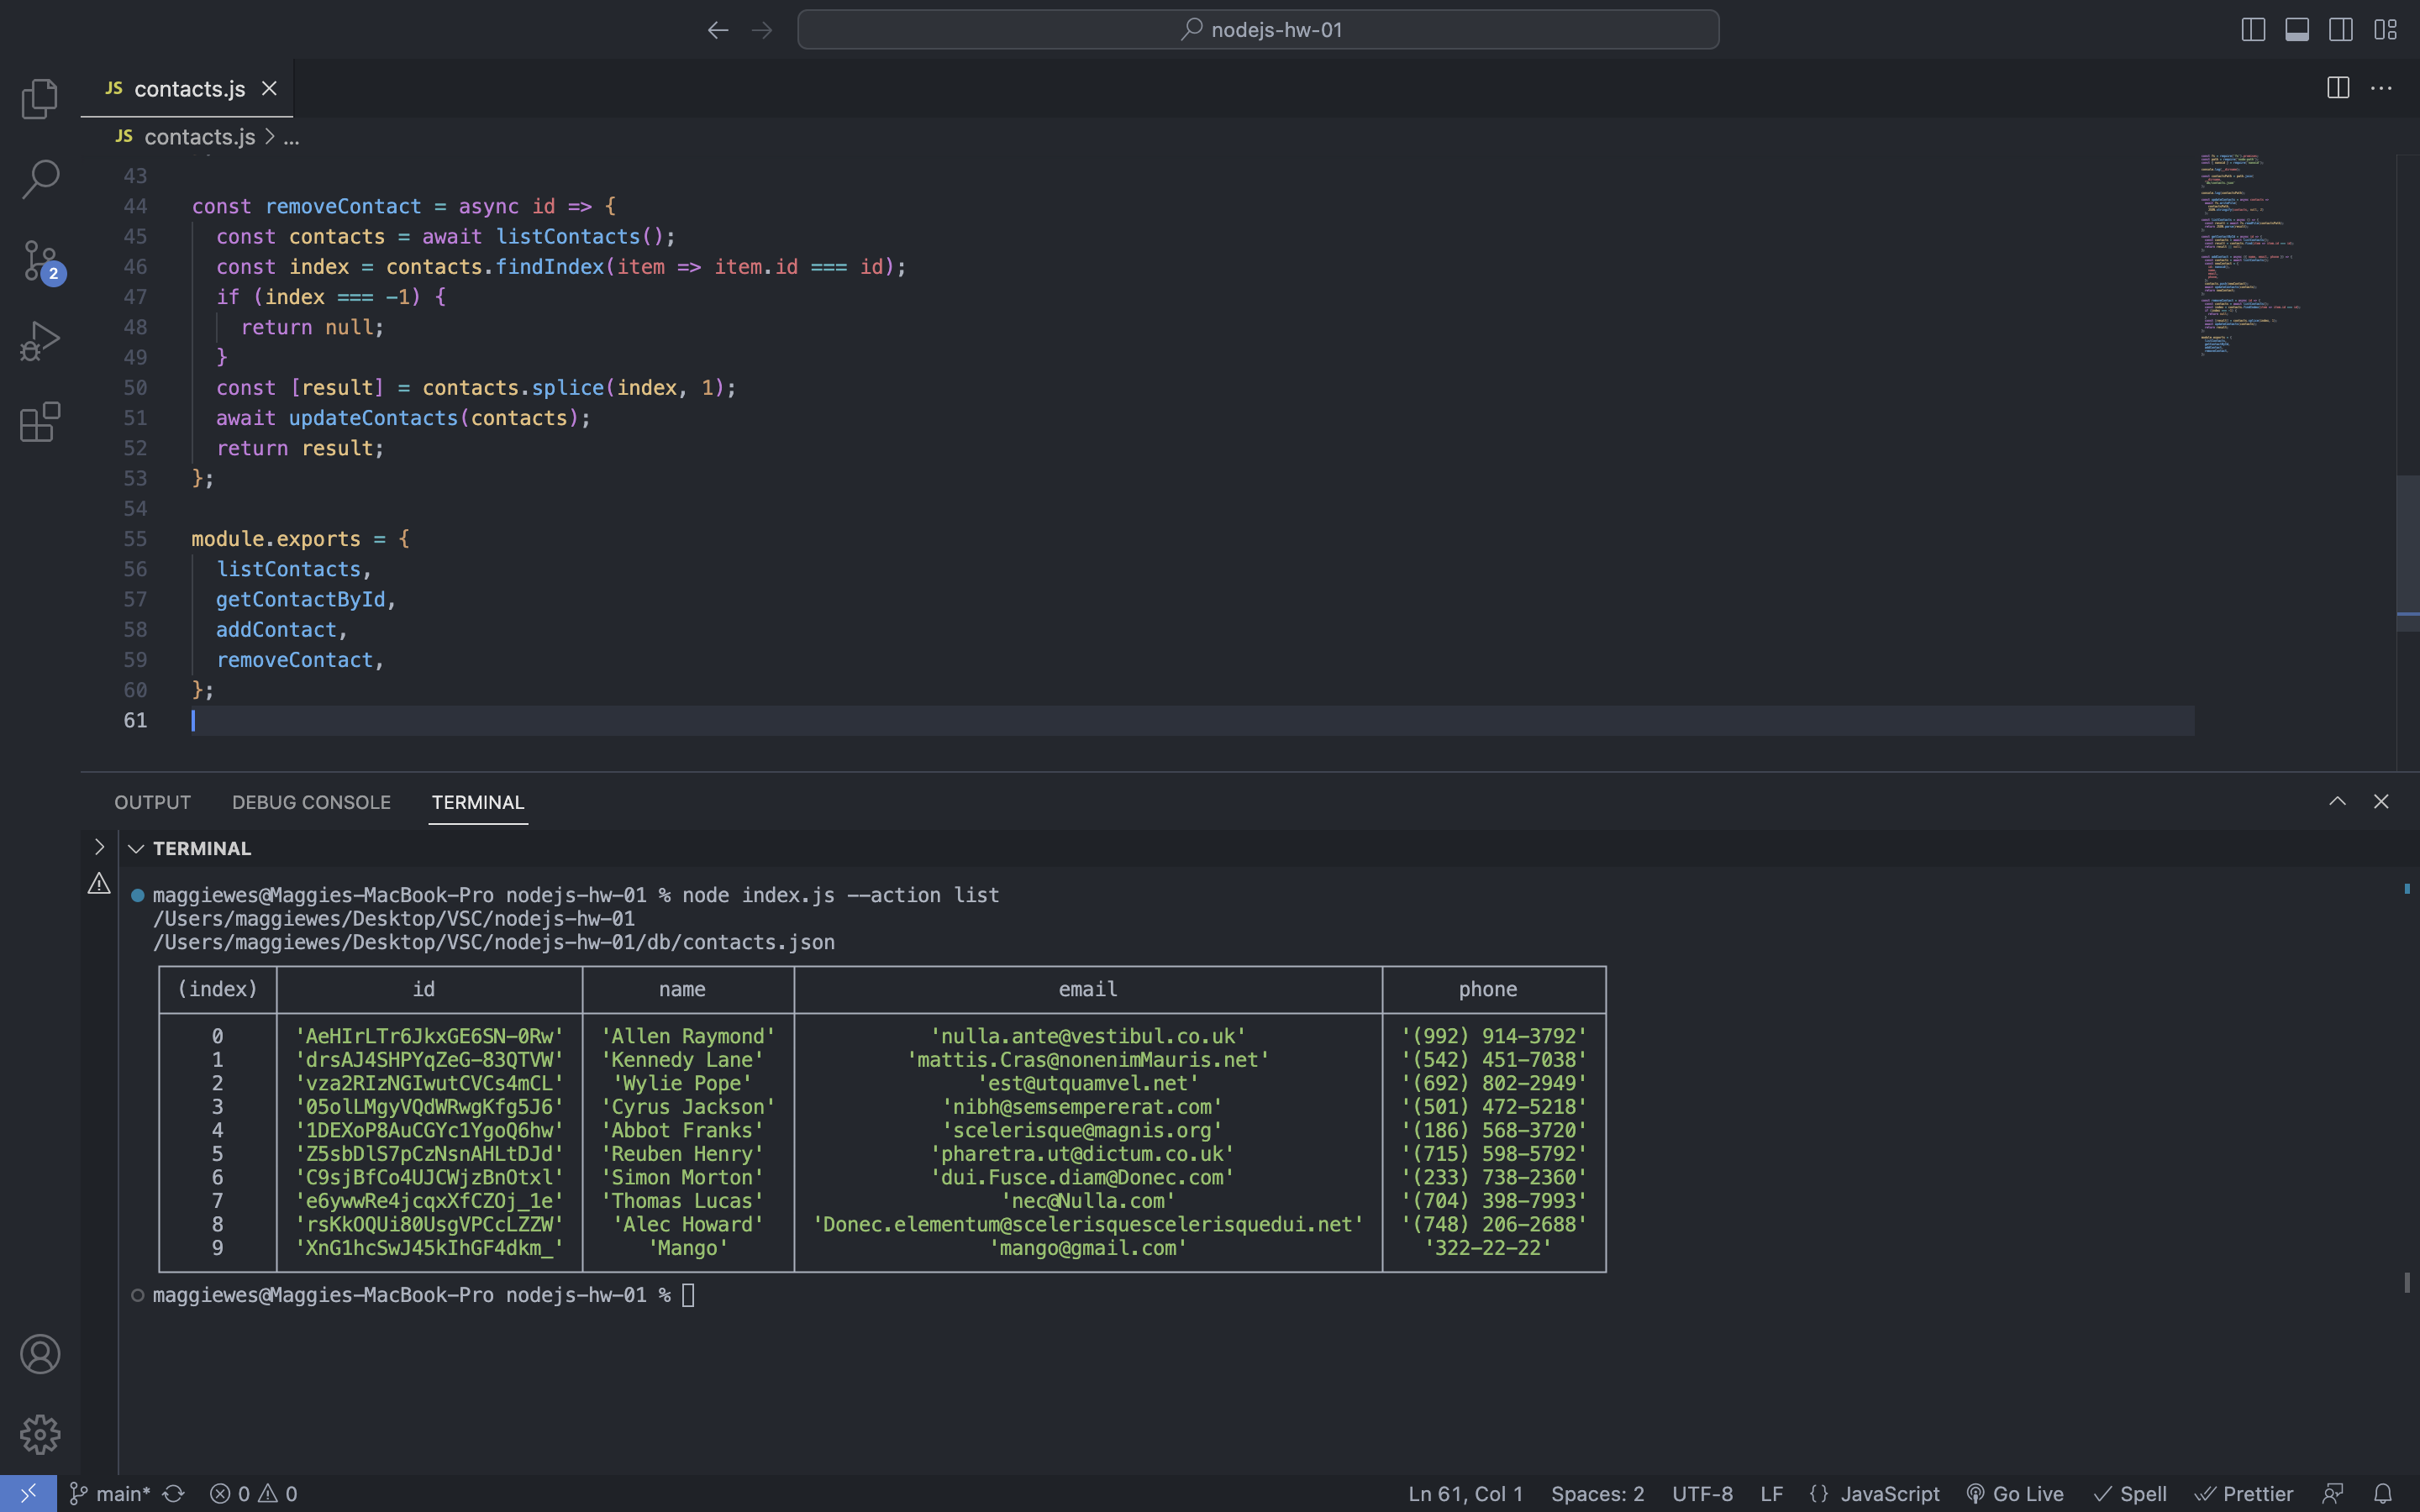 nodejs-hw-01
JS contacts.js
JS contacts.js > ...
43
44 const removeContact = async id => {
45 const contacts = await listContacts();
46 const index = contacts.findIndex(item => item.id === id);
47 if (index === -1) {
48 return null;
49 }
50 const [result] = contacts.splice(index, 1);
51 await updateContacts(contacts);
52 return result;
53 };
54
55 module.exports = {
56 listContacts,
57 getContactById,
58 addContact,
59 removeContact,
60 };
61
2
OUTPUT DEBUG CONSOLE TERMINAL
TERMINAL
maggiewes@Maggies-MacBook-Pro nodejs-hw-01 % node index.js --action list
/Users/maggiewes/Desktop/VSC/nodejs-hw-01
/Users/maggiewes/Desktop/VSC/nodejs-hw-01/db/contacts.json
(index) id name email phone
0 'AeHIrLTr6JkxGE6SN-0Rw' 'Allen Raymond' 'nulla.ante@vestibul.co.uk' '(992) 914-3792'
1 'drsAJ4SHPYqZeG-83QTVW' 'Kennedy Lane' 'mattis.Cras@nonenimMauris.net' '(542) 451-7038'
2 'vza2RIzNGIwutCVCs4mCL' 'Wylie Pope' 'est@utquamvel.net' '(692) 802-2949'
3 '05olLMgyVQdWRwgKfg5J6' 'Cyrus Jackson' 'nibh@semsempererat.com' '(501) 472-5218'
4 '1DEXoP8AuCGYc1YgoQ6hw' 'Abbot Franks' 'scelerisque@magnis.org' '(186) 568-3720'
5 'Z5sbDlS7pCzNsnAHLtDJd' 'Reuben Henry' 'pharetra.ut@dictum.co.uk' '(715) 598-5792'
6 'C9sjBfCo4UJCWjzBnOtxl' 'Simon Morton' 'dui.Fusce.diam@Donec.com' '(233) 738-2360'
7 'e6ywwRe4jcqxXfCZOj_1e' 'Thomas Lucas' 'nec@Nulla.com' '(704) 398-7993'
8 'rsKkOQUi80UsgVPCcLZZW' 'Alec Howard' 'Donec.elementum@scelerisquescelerisquedui.net' '(748) 206-2688'
9 'XnG1hcSwJ45kIhGF4dkm_' 'Mango' 'mango@gmail.com' '322-22-22'
maggiewes@Maggies-MacBook-Pro nodejs-hw-01 %
main* 0 0 Ln 61, Col 1 Spaces: 2 UTF-8 LF {} JavaScript Go Live Spell Prettier